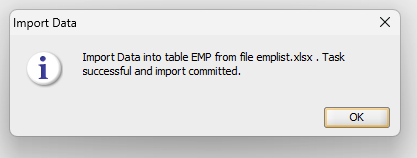 Import Data
Import Data into table EMP from file emplist.xlsx . Task
successful and import committed.
OK